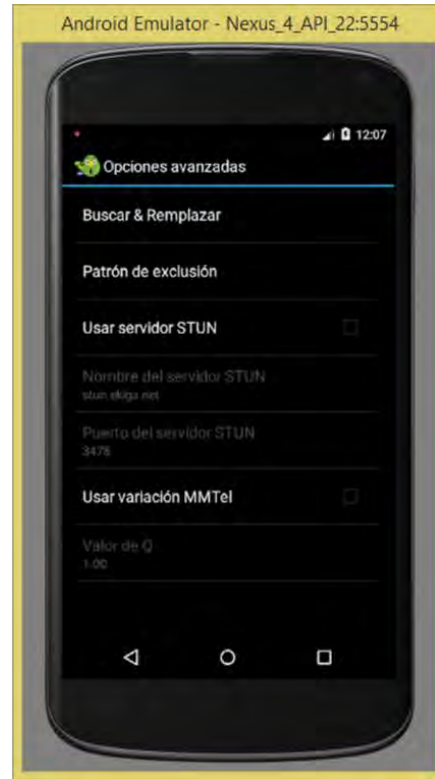 Android Emulator - Nexus_4_API_22:5554
12:07
Opciones avanzadas
Buscar & Remplazar
Patrón de exclusión
Usar servidor STUN
Nombre del servidor STUN
stun.ekiga.net
Puerto del servidor STUN
3478
Usar variación MMTel
Valor de Q
1.00